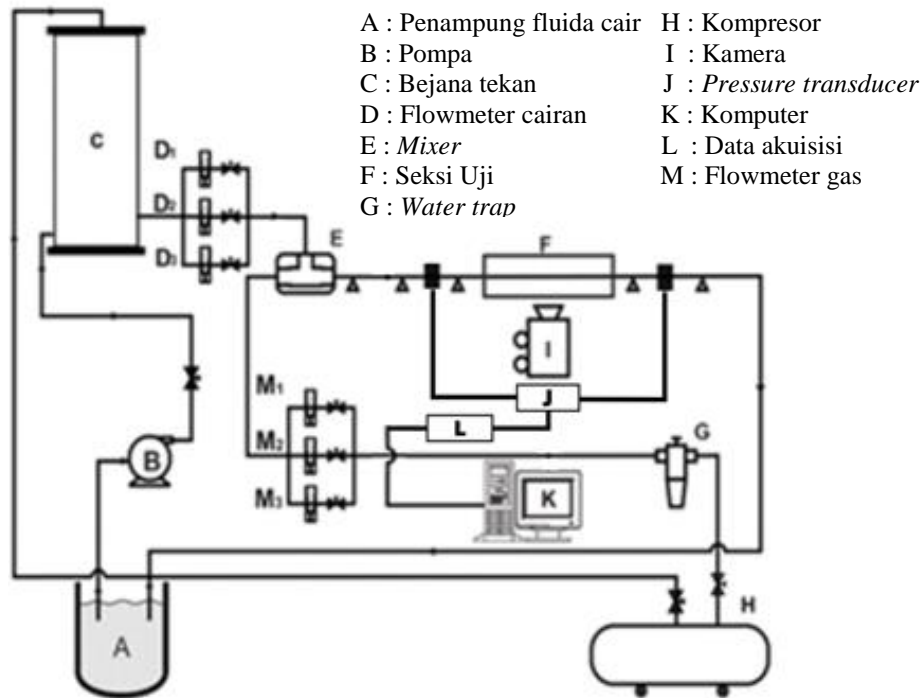 A : Penampung fluida cair
B : Pompa
C : Bejana tekan
D : Flowmeter cairan
E : Mixer
F : Seksi Uji
G : Water trap
H : Kompresor
I : Kamera
J : Pressure transducer
K : Komputer
L : Data akuisisi
M : Flowmeter gas
C
D1
D2
D3
E
F
I
J
L
M1
M2
M3
K
G
B
H
A